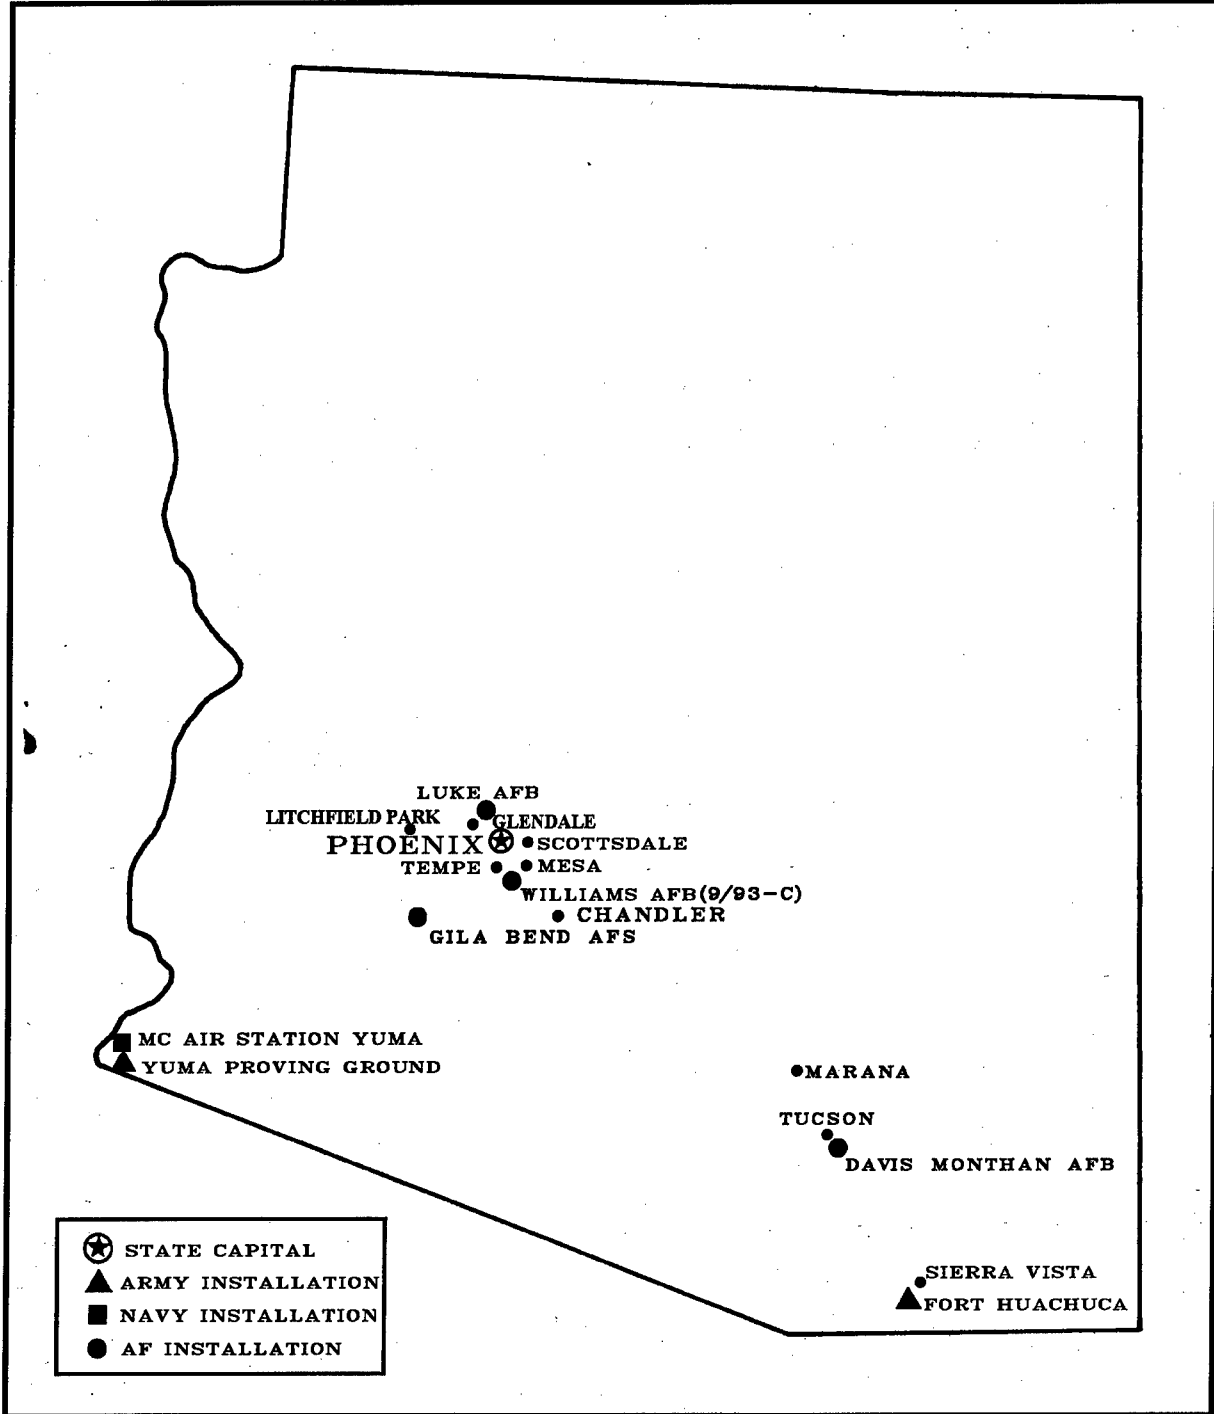 LUKE AFB
LITCHFIELD PARK
GLENDALE
PHOENIX
SCOTTSDALE
TEMPE
MESA
WILLIAMS AFB(9/93-C)
CHANDLER
GILA BEND AFS
MC AIR STATION YUMA
YUMA PROVING GROUND
MARANA
TUCSON
DAVIS MONTHAN AFB
SIERRA VISTA
FORT HUACHUCA
STATE CAPITAL
ARMY INSTALLATION
NAVY INSTALLATION
AF INSTALLATION